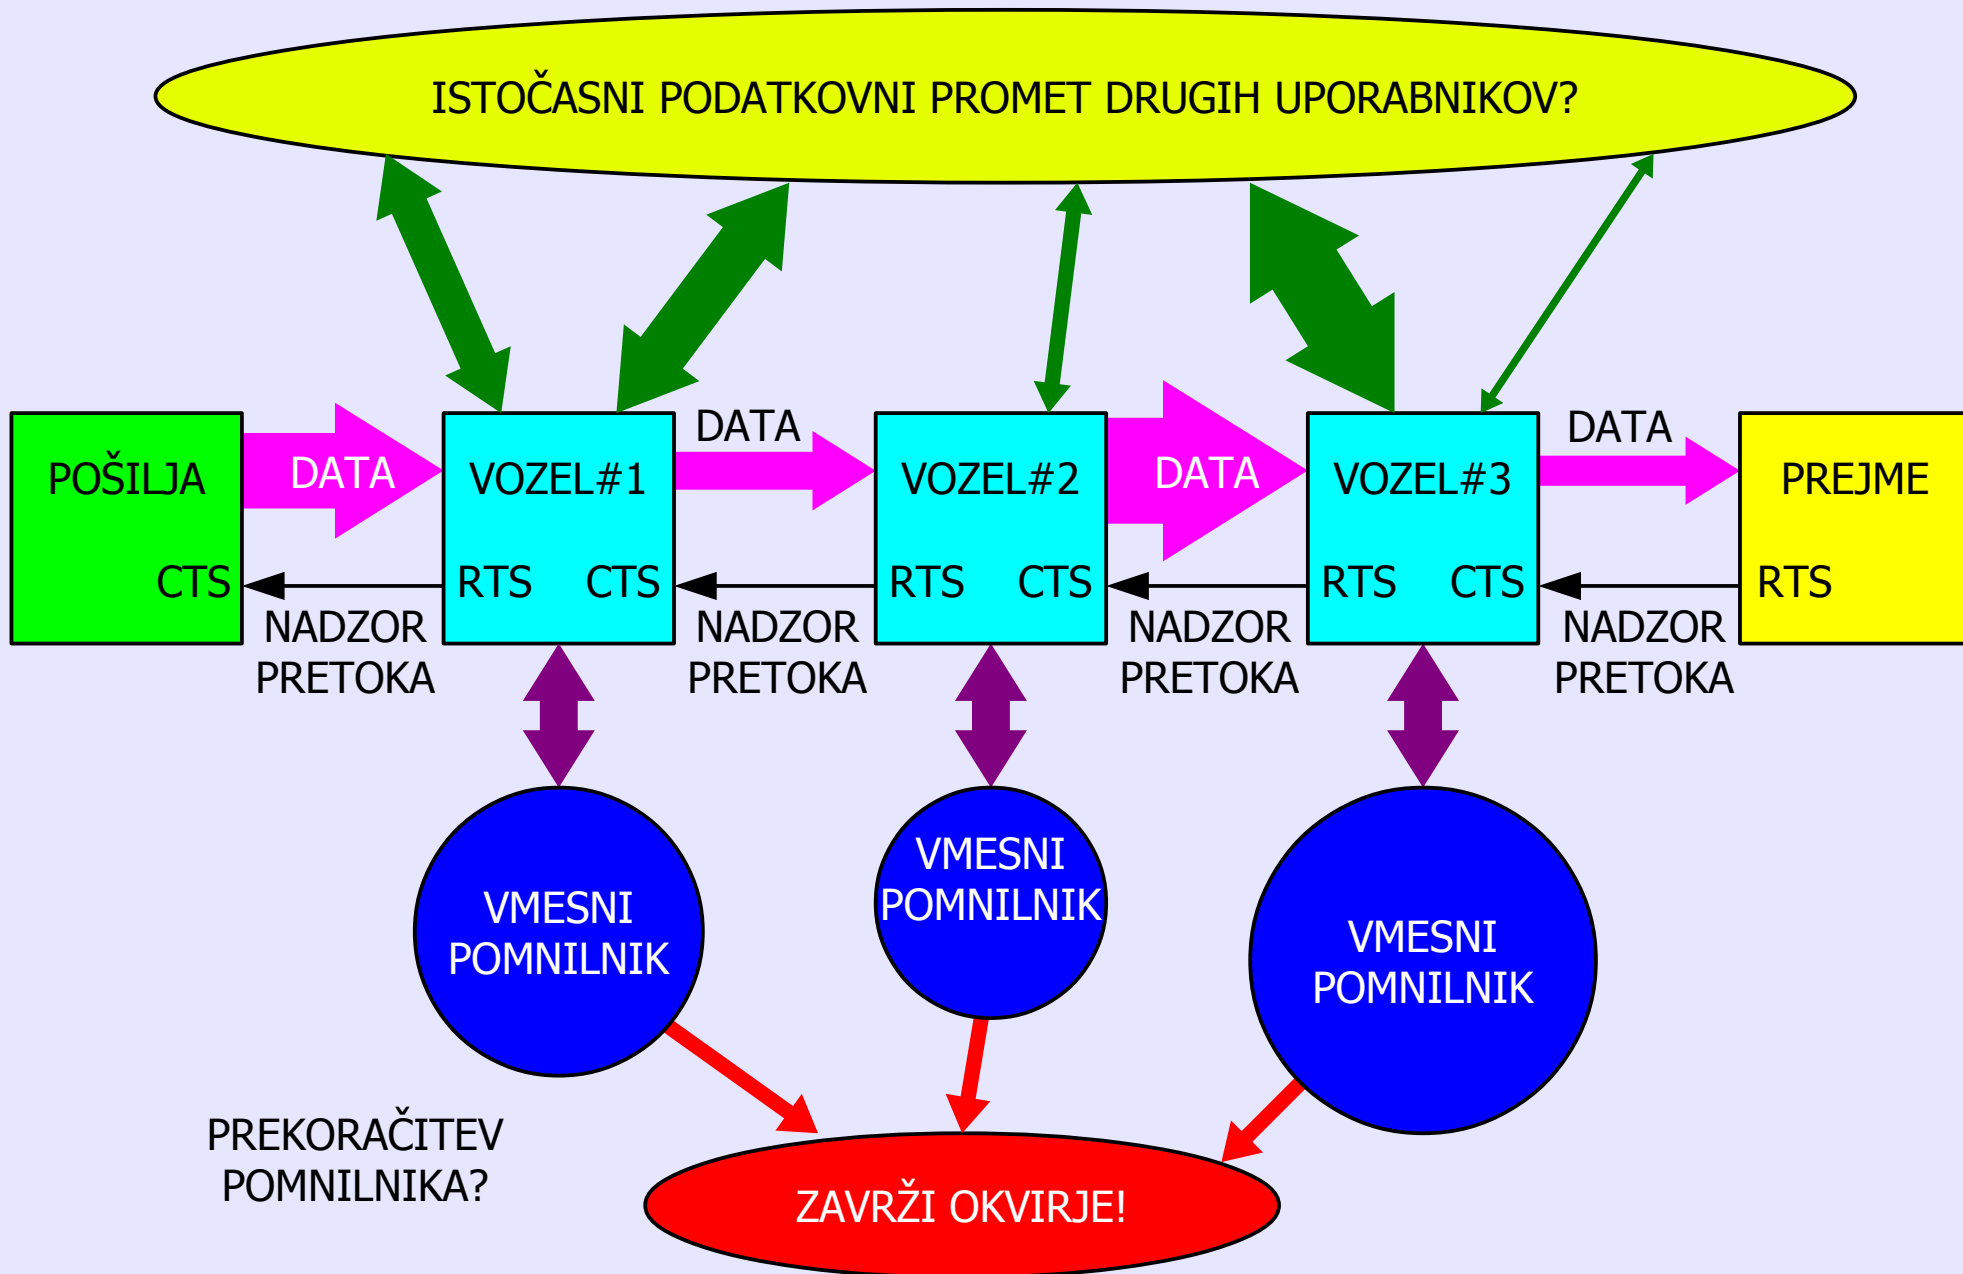 ISTOČASNI PODATKOVNI PROMET DRUGIH UPORABNIKOV?
POŠILJA
DATA
VOZEL#1
DATA
VOZEL#2
DATA
VOZEL#3
DATA
PREJME
CTS
RTS
CTS
RTS
CTS
RTS
CTS
RTS
NADZOR
PRETOKA
NADZOR
PRETOKA
NADZOR
PRETOKA
NADZOR
PRETOKA
VMESNI
POMNILNIK
VMESNI
POMNILNIK
VMESNI
POMNILNIK
PREKORAČITEV
POMNILNIKA?
ZAVRŽI OKVIRJE!